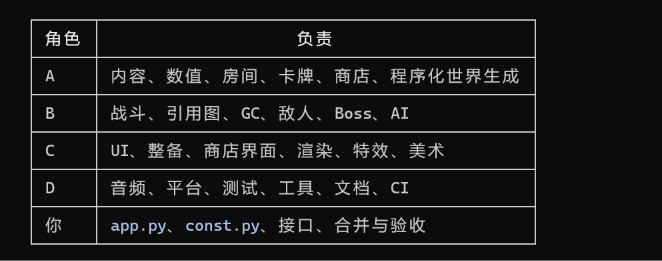 角色 负责
A 内容、数值、房间、卡牌、商店、程序化世界生成
B 战斗、引用图、GC、敌人、Boss、AI
C UI、整备、商店界面、渲染、特效、美术
D 音频、平台、测试、工具、文档、CI
你 app.py、const.py、接口、合并与验收